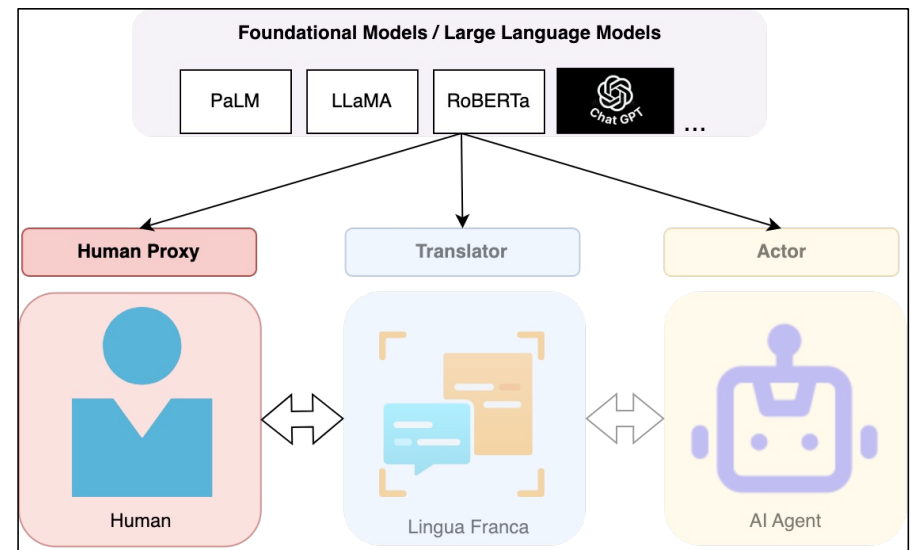 Foundational Models / Large Language Models
PaLM
LLaMA
RoBERTa
Chat GPT
...
Human Proxy
Translator
Actor
Human
Lingua Franca
AI Agent